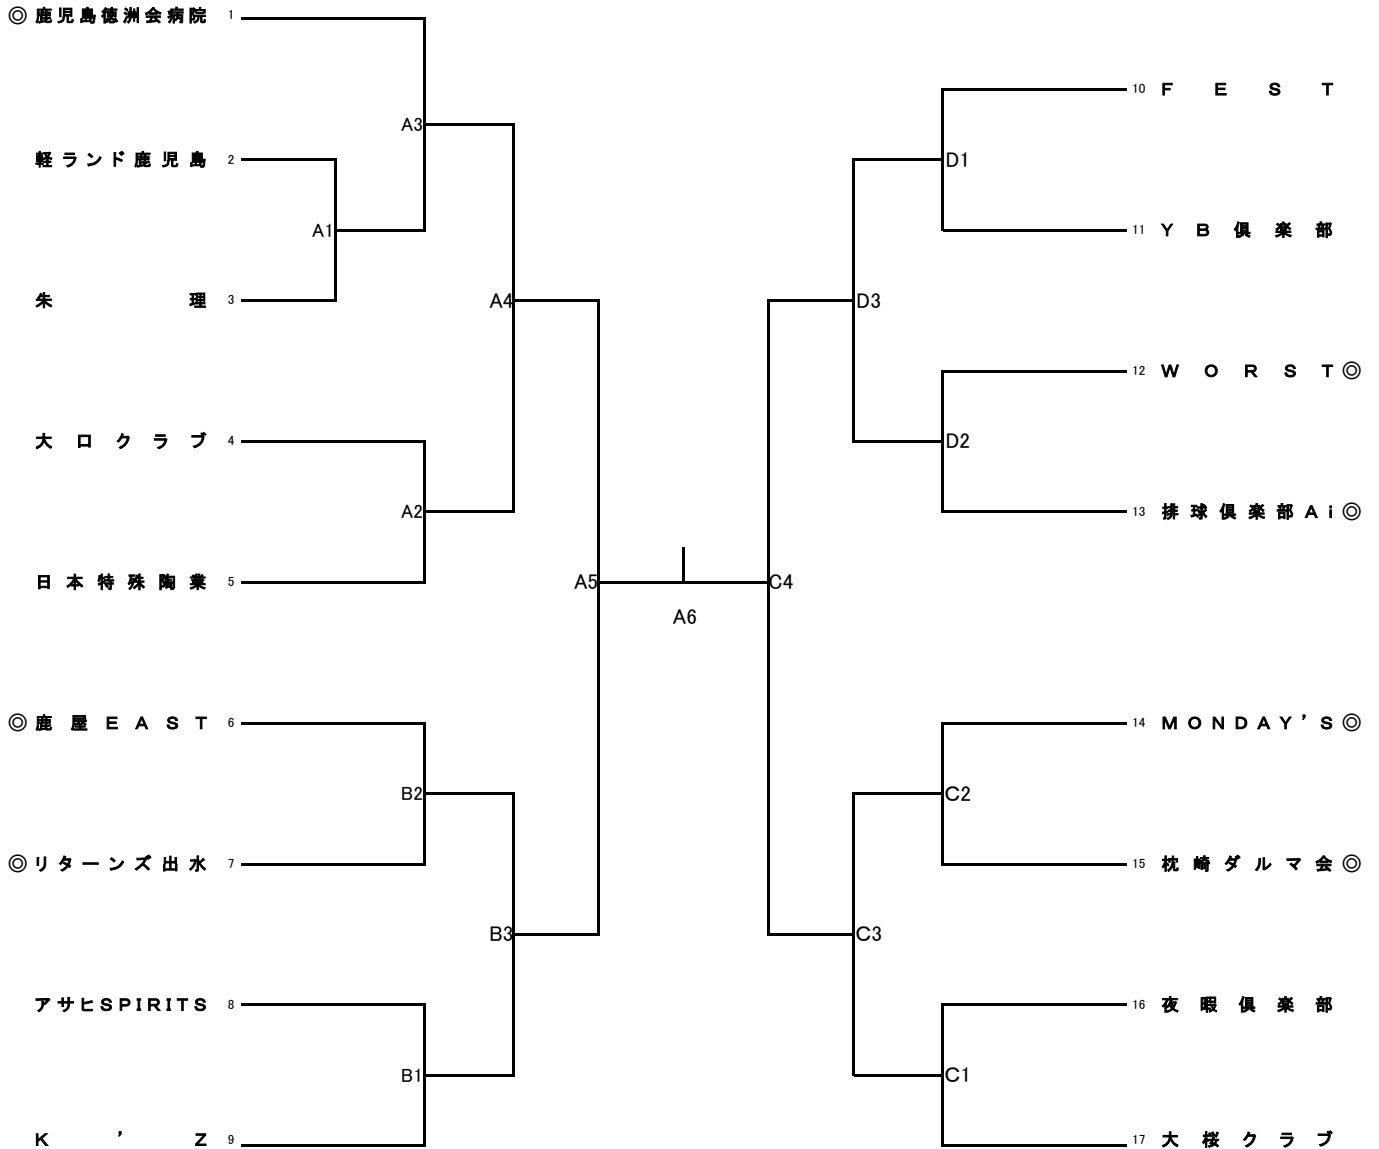 ◎ 鹿児島徳洲会病院 1
A3
軽ランド鹿児島 2
A1
朱理 3
A4
大口クラブ 4
A2
日本特殊陶業 5
A5
A6
◎ 鹿屋EAST 6
B2
◎ リターンズ出水 7
B3
アサヒSPIRITS 8
B1
K'Z 9
10 FEST
D1
11 YB倶楽部
D3
12 WORST ◎
D2
13 排球倶楽部Ai ◎
C4
14 MONDAY'S ◎
C2
15 枕崎ダルマ会 ◎
C3
16 夜暇倶楽部
C1
17 大桜クラブ